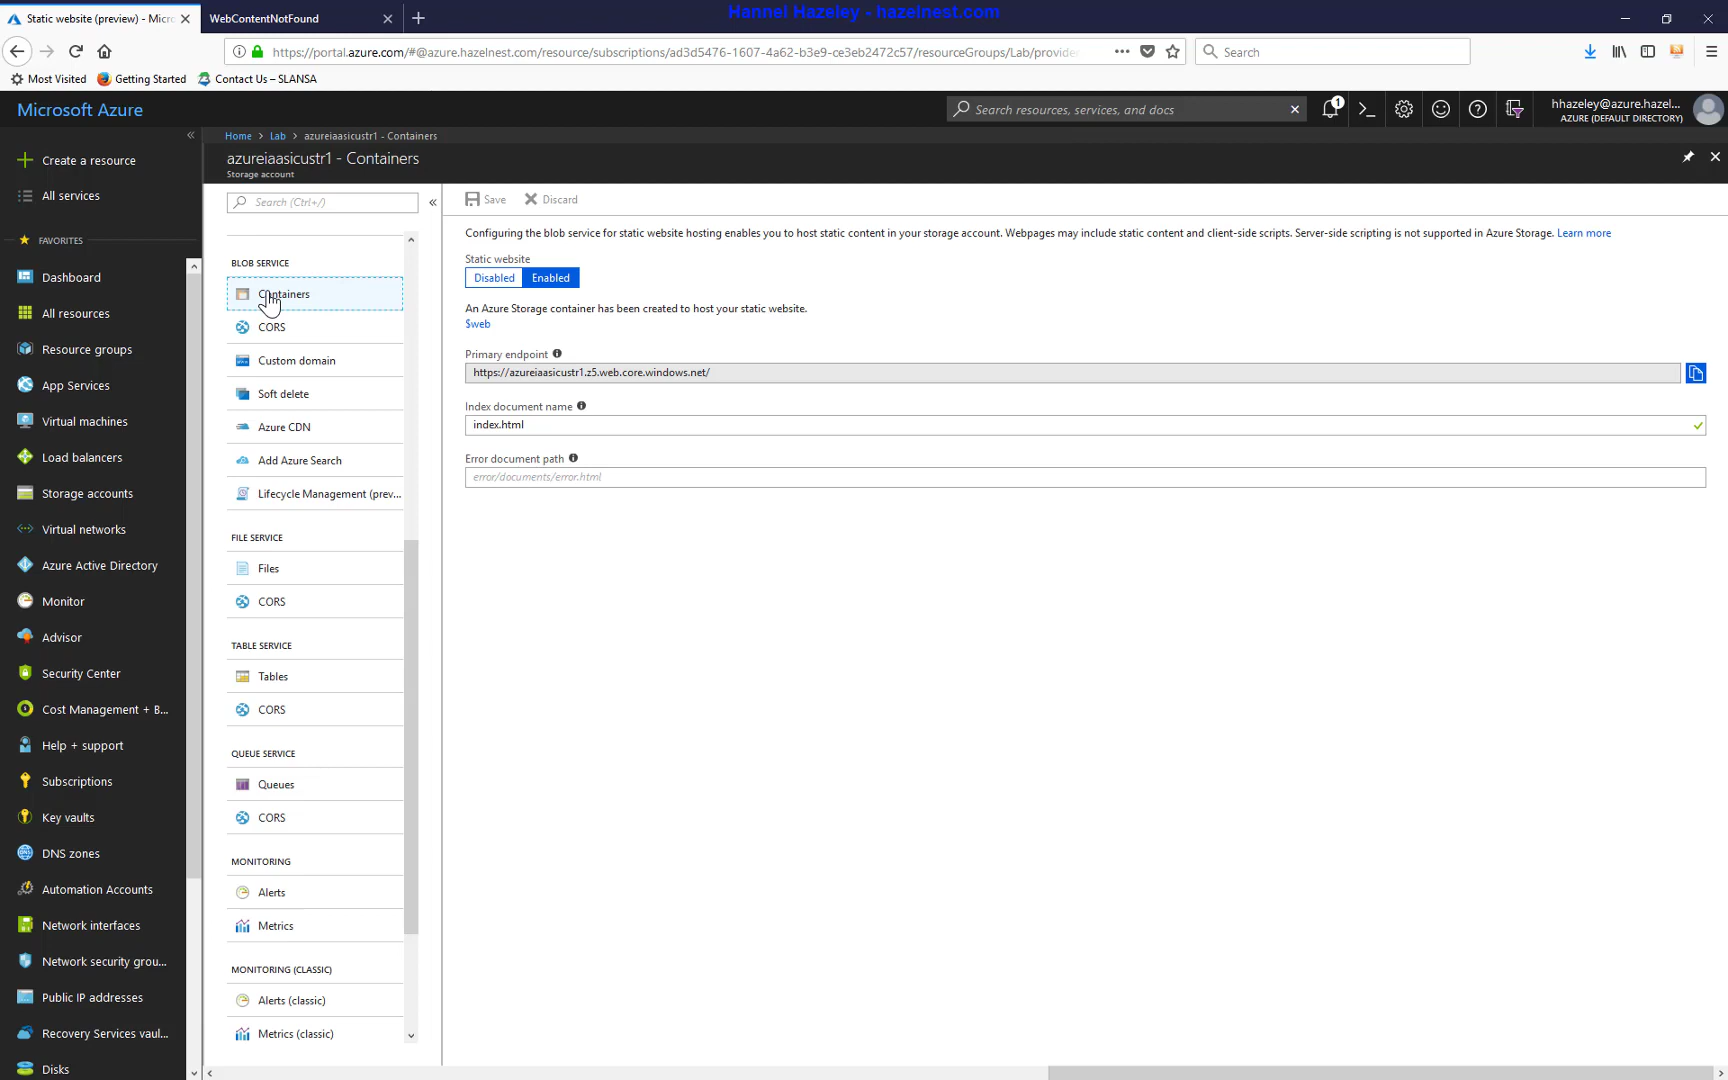 Hannel Hazeley - hazelnest.com
Static website (preview) - Micro
WebContentNotFound
https://portal.azure.com/#@azure.hazelnest.com/resource/subscriptions/ad3d5476-1607-4a62-b3e9-ce3eb2472c57/resourceGroups/Lab/provide
Search
Most Visited
Getting Started
Contact Us – SLANSA
Microsoft Azure
Search resources, services, and docs
1
hhazeley@azure.hazel...
AZURE (DEFAULT DIRECTORY)
Home > Lab > azureiaasicustr1 - Containers
azureiaasicustr1 - Containers
Storage account
Create a resource
All services
FAVORITES
Dashboard
All resources
Resource groups
App Services
Virtual machines
Load balancers
Storage accounts
Virtual networks
Azure Active Directory
Monitor
Advisor
Security Center
Cost Management + B...
Help + support
Subscriptions
Key vaults
DNS zones
Automation Accounts
Network interfaces
Network security grou...
Public IP addresses
Recovery Services vaul...
Disks
Search (Ctrl+/)
BLOB SERVICE
Containers
CORS
Custom domain
Soft delete
Azure CDN
Add Azure Search
Lifecycle Management (prev...
FILE SERVICE
Files
CORS
TABLE SERVICE
Tables
CORS
QUEUE SERVICE
Queues
CORS
MONITORING
Alerts
Metrics
MONITORING (CLASSIC)
Alerts (classic)
Metrics (classic)
Save
Discard
Configuring the blob service for static website hosting enables you to host static content in your storage account. Webpages may include static content and client-side scripts. Server-side scripting is not supported in Azure Storage. Learn more
Static website
Disabled
Enabled
An Azure Storage container has been created to host your static website.
$web
Primary endpoint
https://azureiaasicustr1.z5.web.core.windows.net/
Index document name
index.html
Error document path
error/documents/error.html